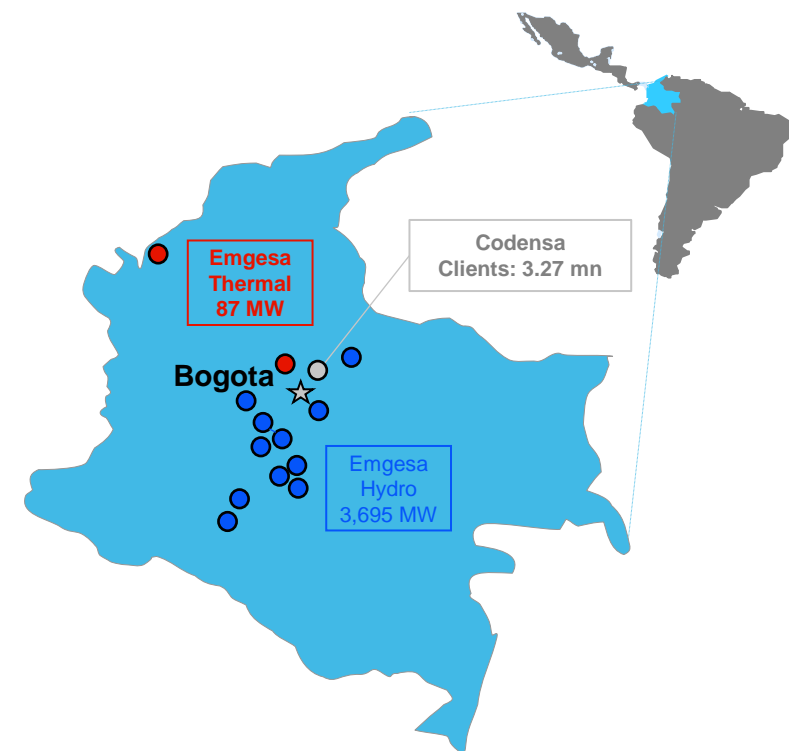 Codensa
Clients: 3.27 mn
Emgesa
Thermal
87 MW
Bogota
Emgesa
Hydro
3,695 MW